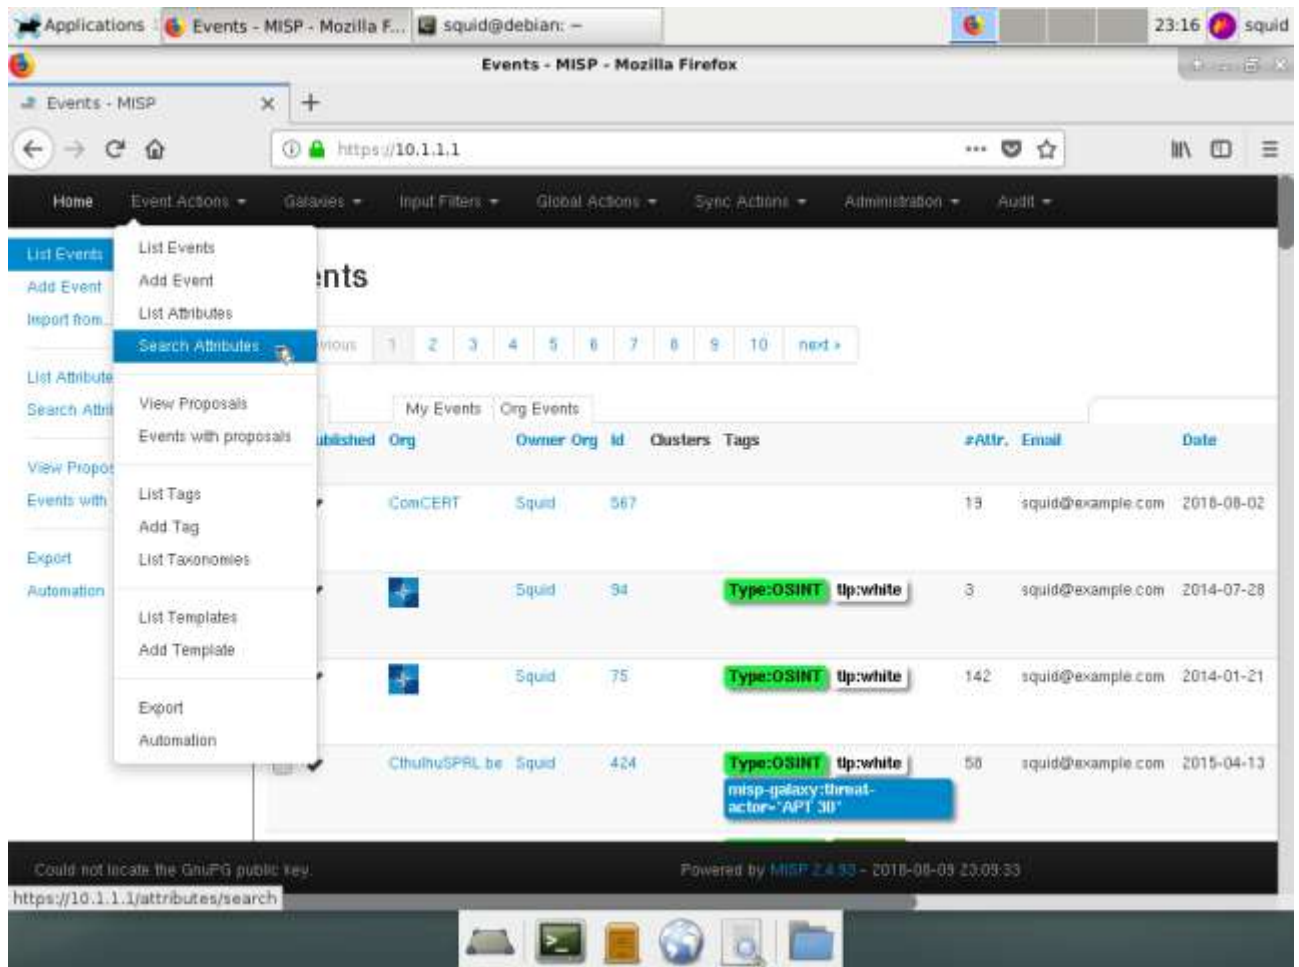 Applications Events - MISP - Mozilla F... squid@debian: ~ 23:16 squid
Events - MISP - Mozilla Firefox
Events - MISP
https://10.1.1.1
Home Event Actions Galaxies Input Filters Global Actions Sync Actions Administration Audit
List Events
Add Event
Import from...
List Attribute
Search Attri
View Propos
Events with
Export
Automation
List Events
Add Event
List Attributes
Search Attributes
View Proposals
Events with proposals
List Tags
Add Tag
List Taxonomies
List Templates
Add Template
Export
Automation
ents
vious 1 2 3 4 5 6 7 8 9 10 next »
My Events Org Events
ublished Org Owner Org Id Clusters Tags #Attr. Email Date
ComCERT Squid 567 19 squid@example.com 2018-08-02
Squid 94 Type:OSINT tlp:white 3 squid@example.com 2014-07-28
Squid 75 Type:OSINT tlp:white 142 squid@example.com 2014-01-21
CthulhuSPRL.be Squid 424 Type:OSINT tlp:white 58 squid@example.com 2015-04-13
misp-galaxy:threat-
actor="APT 30"
Could not locate the GnuPG public key. Powered by MISP 2.4.93 - 2018-08-09 23:09:33
https://10.1.1.1/attributes/search